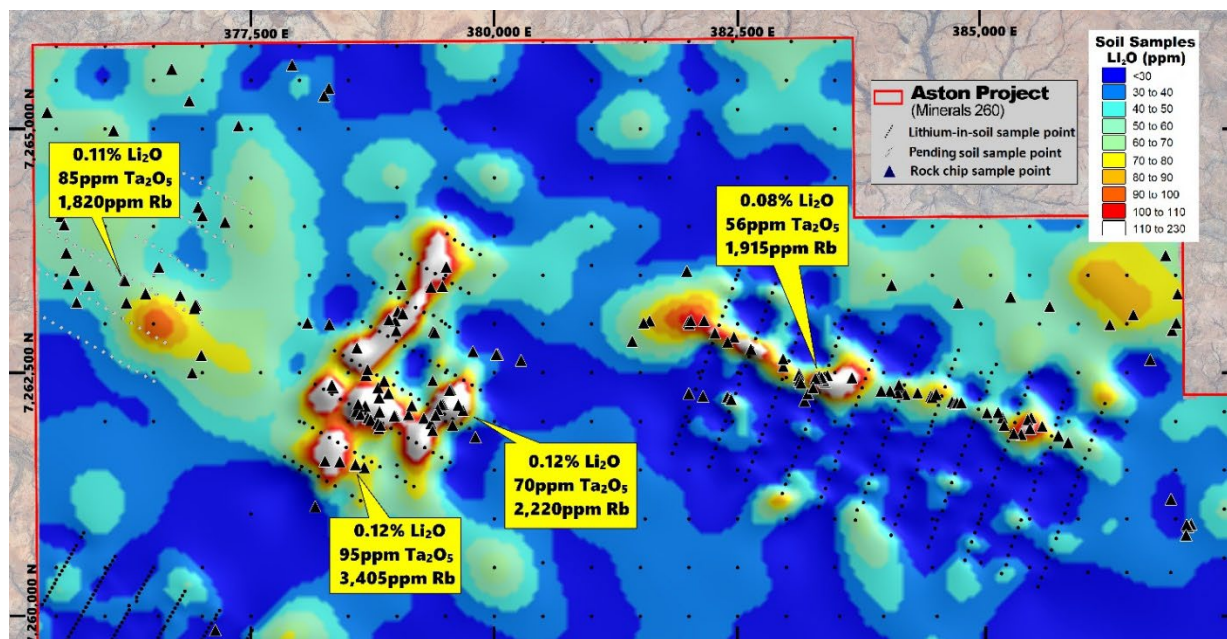 377,500 E
380,000 E
382,500 E
385,000 E
7,265,000 N
7,262,500 N
7,260,000 N
Soil Samples
LI₂O (ppm)
<30
30 to 40
40 to 50
50 to 60
60 to 70
70 to 80
80 to 90
90 to 100
100 to 110
110 to 230
Aston Project
(Minerals 260)
Lithium-in-soil sample point
Pending soil sample point
Rock chip sample point
0.11% Li₂O
85ppm Ta₂O₅
1,820ppm Rb
0.08% Li₂O
56ppm Ta₂O₅
1,915ppm Rb
0.12% Li₂O
70ppm Ta₂O₅
2,220ppm Rb
0.12% Li₂O
95ppm Ta₂O₅
3,405ppm Rb